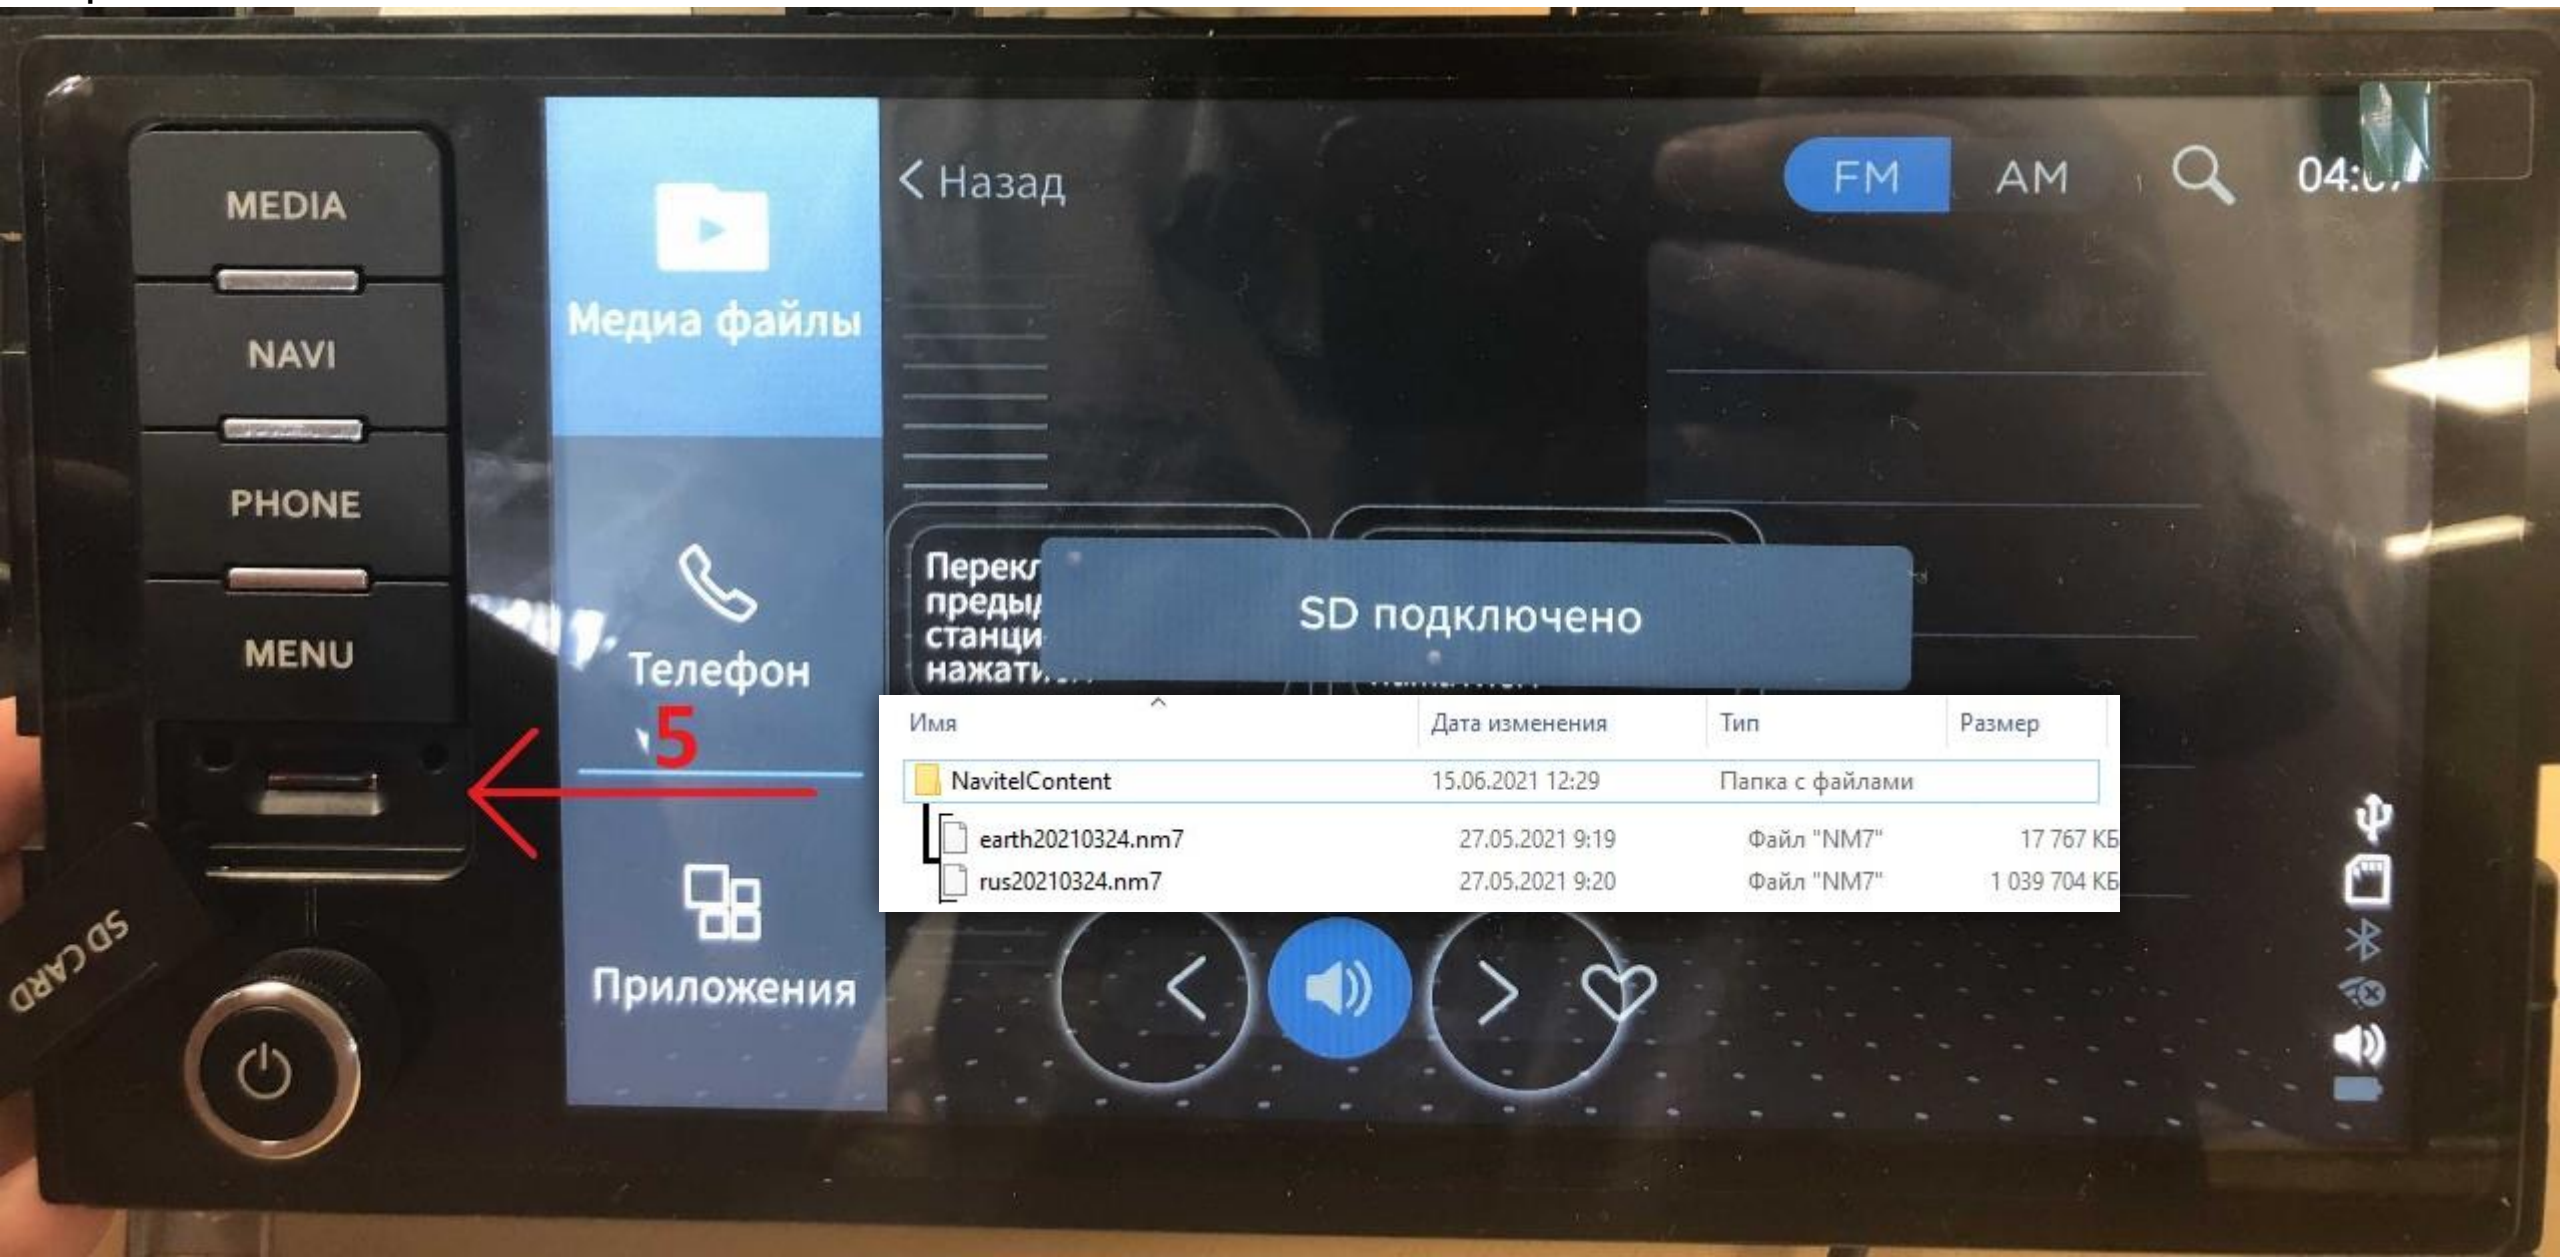 MEDIA
NAVI
PHONE
MENU
SD CARD
Медиа файлы
Телефон
5
Приложения
Назад
FM AM
SD подключено
Имя Дата изменения Тип Размер
NavitelContent 15.06.2021 12:29 Папка с файлами
earth20210324.nm7 27.05.2021 9:19 Файл "NM7" 17 767 КБ
rus20210324.nm7 27.05.2021 9:20 Файл "NM7" 1 039 704 КБ